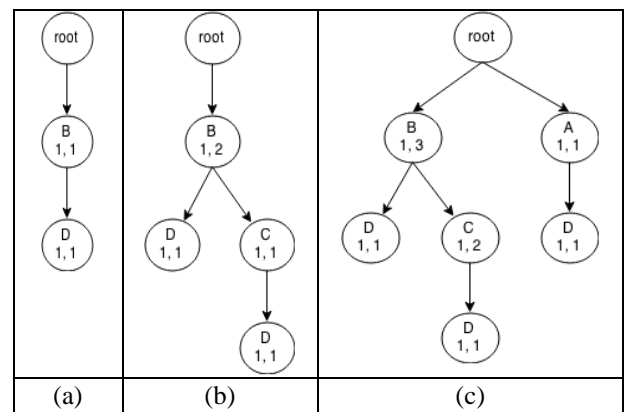 root
B
1, 1
D
1, 1
(a)
root
B
1, 2
D
1, 1
C
1, 1
D
1, 1
(b)
root
B
1, 3
A
1, 1
D
1, 1
C
1, 2
D
1, 1
D
1, 1
(c)